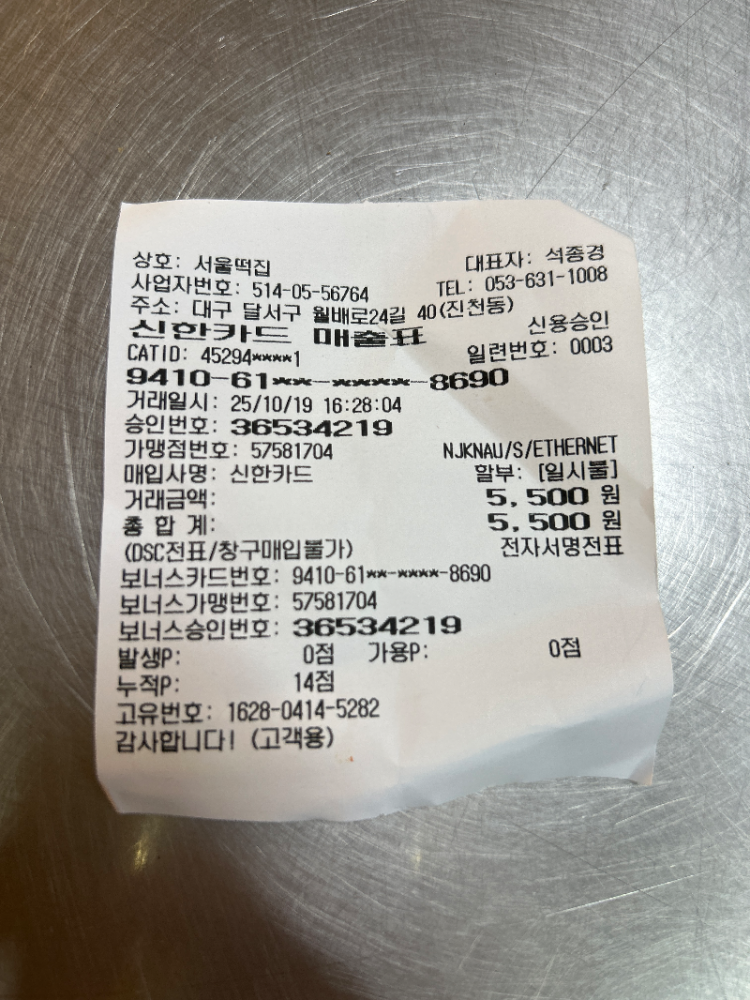 상호: 서울떡집 대표자: 석종경
사업자번호: 514-05-56764 TEL: 053-631-1008
주소: 대구 달서구 월배로24길 40(진천동)
신한카드 매출표 신용승인
CATID: 45294****1 일련번호: 0003
9410-61**-****-8690
거래일시: 25/10/19 16:28:04
승인번호: 36534219
가맹점번호: 57581704 NJKNAU/S/ETHERNET
매입사명: 신한카드 할부: [일시불]
거래금액: 5,500 원
총 합 계: 5,500 원
(DSC전표/창구매입불가) 전자서명전표
보너스카드번호: 9410-61**-****-8690
보너스가맹번호: 57581704
보너스승인번호: 36534219
발생P: 0점 가용P: 0점
누적P: 14점
고유번호: 1628-0414-5282
감사합니다! (고객용)